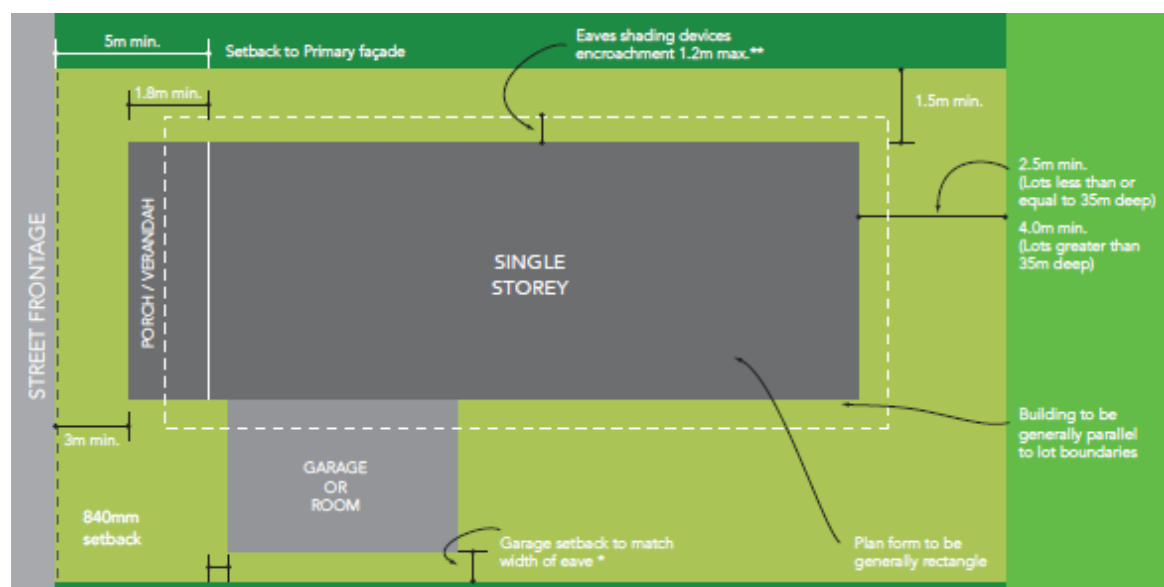 5m min.
Setback to Primary façade
Eaves shading devices
encroachment 1.2m max.**
1.8m min.
1.5m min.
2.5m min.
(Lots less than or
equal to 35m deep)
4.0m min.
(Lots greater than
35m deep)
STREET FRONTAGE
PORCH / VERANDAH
SINGLE
STOREY
3m min.
Building to be
generally parallel
to lot boundaries
GARAGE
OR
ROOM
840mm
setback
Garage setback to match
width of eave *
Plan form to be
generally rectangle